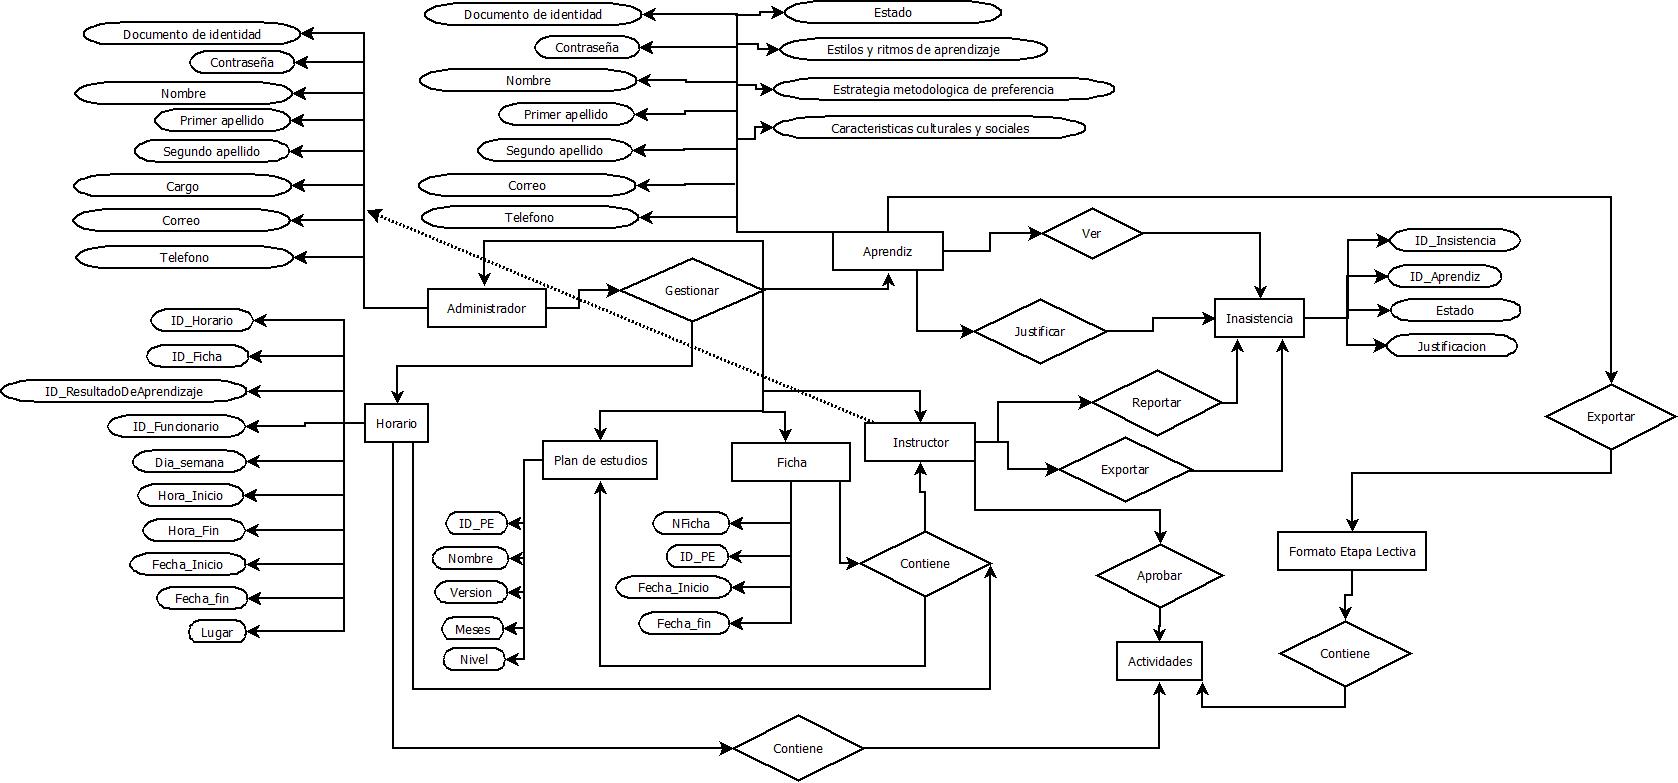 Documento de identidad
Contraseña
Nombre
Primer apellido
Segundo apellido
Cargo
Correo
Telefono
Documento de identidad
Contraseña
Nombre
Primer apellido
Segundo apellido
Correo
Telefono
Estado
Estilos y ritmos de aprendizaje
Estrategia metodologica de preferencia
Caracteristicas culturales y sociales
Administrador
Gestionar
Aprendiz
Ver
Justificar
Inasistencia
ID_Insistencia
ID_Aprendiz
Estado
Justificacion
ID_Horario
ID_Ficha
ID_ResultadoDeAprendizaje
ID_Funcionario
Dia_semana
Hora_Inicio
Hora_Fin
Fecha_Inicio
Fecha_fin
Lugar
Horario
Plan de estudios
ID_PE
Nombre
Version
Meses
Nivel
Ficha
NFicha
ID_PE
Fecha_Inicio
Fecha_fin
Instructor
Reportar
Exportar
Exportar
Contiene
Aprobar
Formato Etapa Lectiva
Contiene
Actividades
Contiene